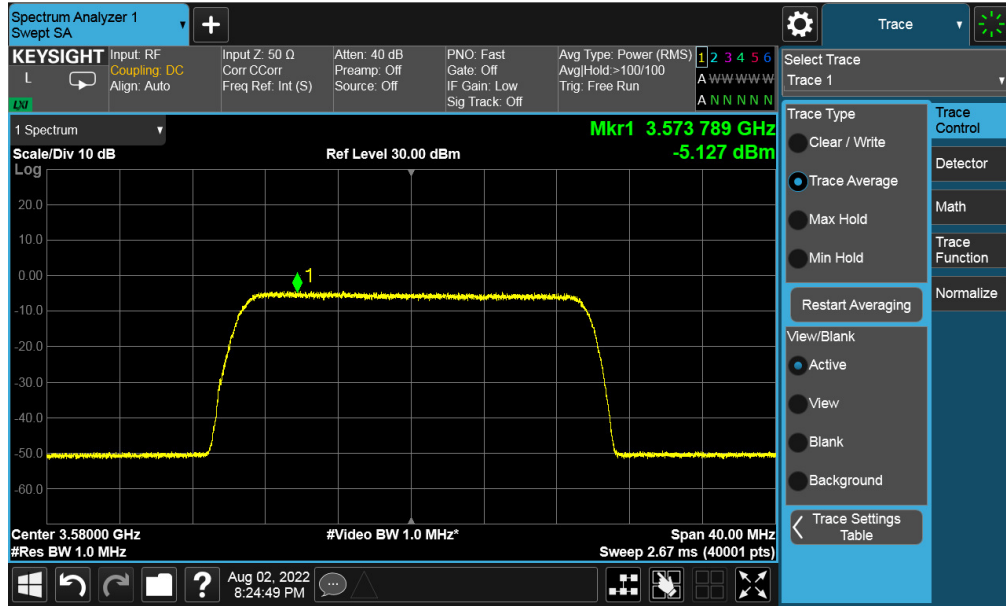 Spectrum Analyzer 1
Swept SA
+
Trace
KEYSIGHT
L
LXI
Input: RF
Coupling: DC
Align: Auto
Input Z: 50 Ω
Corr CCorr
Freq Ref: Int (S)
Atten: 40 dB
Preamp: Off
Source: Off
PNO: Fast
Gate: Off
IF Gain: Low
Sig Track: Off
Avg Type: Power (RMS)
Avg|Hold:>100/100
Trig: Free Run
1 2 3 4 5 6
A W W W W W
A N N N N N
Select Trace
Trace 1
1 Spectrum
Mkr1 3.573 789 GHz
-5.127 dBm
Scale/Div 10 dB
Ref Level 30.00 dBm
Log
20.0
10.0
0.00
-10.0
-20.0
-30.0
-40.0
-50.0
-60.0
1
Center 3.58000 GHz
#Video BW 1.0 MHz*
Span 40.00 MHz
#Res BW 1.0 MHz
Sweep 2.67 ms (40001 pts)
Trace Type
Clear / Write
Trace Average
Max Hold
Min Hold
Restart Averaging
View/Blank
Active
View
Blank
Background
Trace Settings
Table
Trace
Control
Detector
Math
Trace
Function
Normalize
?
Aug 02, 2022
8:24:49 PM